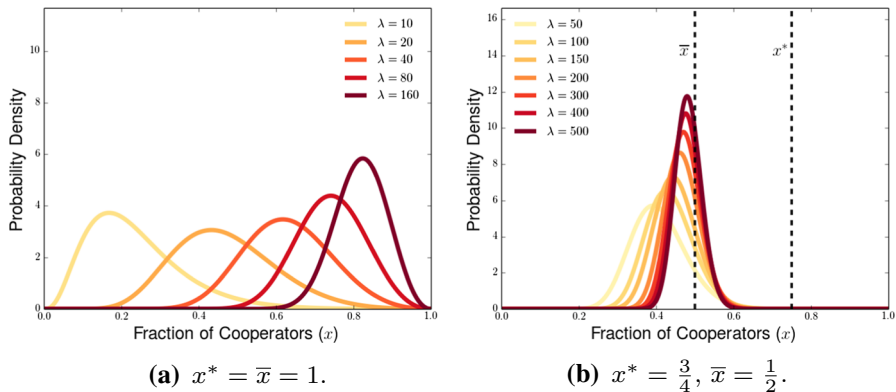 10
8
6
4
2
0
0.0 0.2 0.4 0.6 0.8 1.0
Probability Density
Fraction of Cooperators (x)
λ = 10
λ = 20
λ = 40
λ = 80
λ = 160
(a) x* = x̅ = 1.
16
14
12
10
8
6
4
2
0
0.0 0.2 0.4 0.6 0.8 1.0
Probability Density
Fraction of Cooperators (x)
λ = 50
λ = 100
λ = 150
λ = 200
λ = 300
λ = 400
λ = 500
x̅
x*
(b) x* = 3/4, x̅ = 1/2.